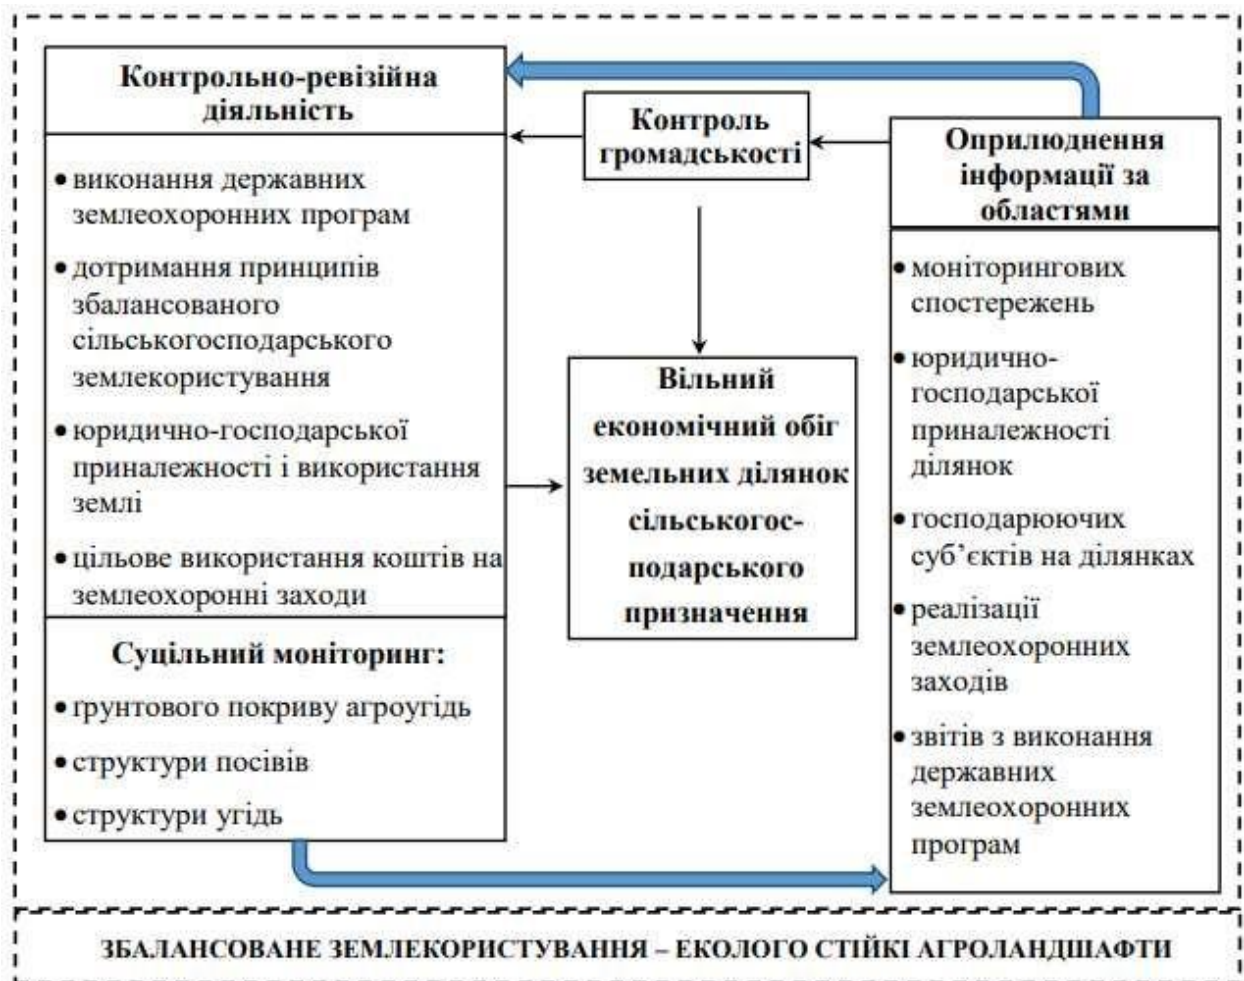 Контрольно-ревізійна
діяльність
• виконання державних
землеохоронних програм
• дотримання принципів
збалансованого
сільськогосподарського
землекористування
• юридично-господарської
приналежності і використання
землі
• цільове використання коштів на
землеохоронні заходи
Суцільний моніторинг:
• ґрунтового покриву агроугідь
• структури посівів
• структури угідь
Контроль
громадськості
Вільний
економічний обіг
земельних ділянок
сільськогос-
подарського
призначення
Оприлюднення
інформації за
областями
• моніторингових
спостережень
• юридично-
господарської
приналежності
ділянок
• господарюючих
суб’єктів на ділянках
• реалізації
землеохоронних
заходів
• звітів з виконання
державних
землеохоронних
програм
ЗБАЛАНСОВАНЕ ЗЕМЛЕКОРИСТУВАННЯ – ЕКОЛОГО СТІЙКІ АГРОЛАНДШАФТИ